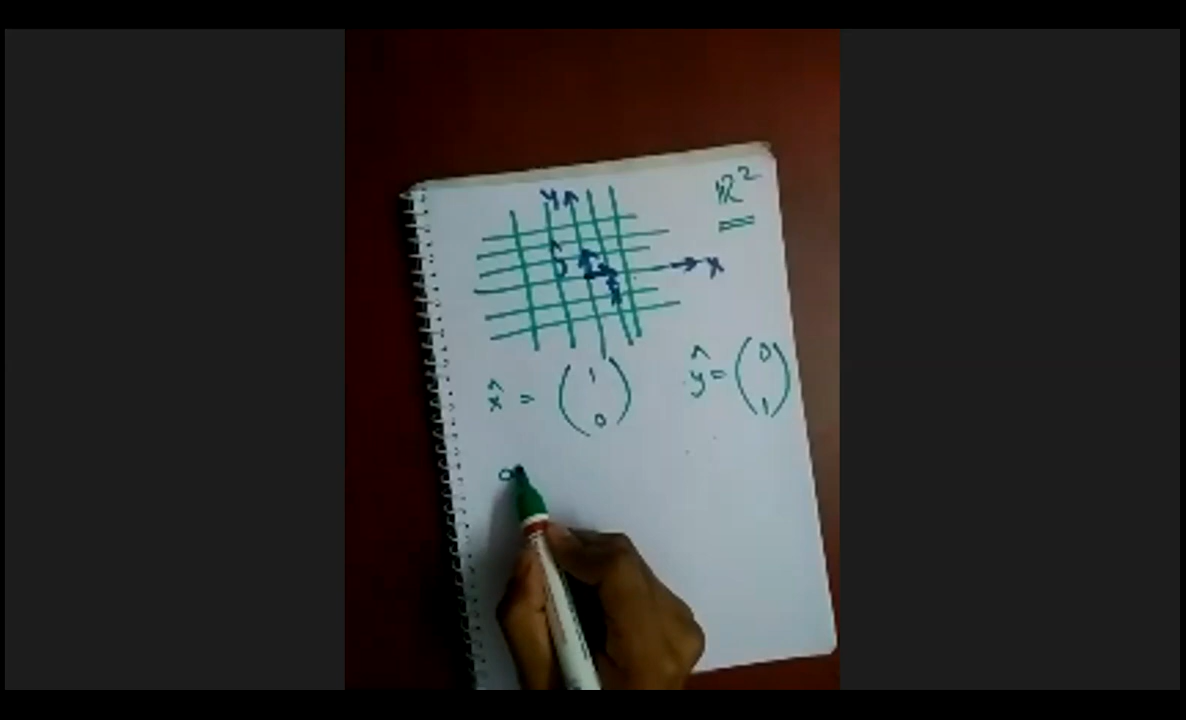 ℝ²
y
x
ŷ
x̂
x̂ = (1 0)
ŷ = (0 1)
a